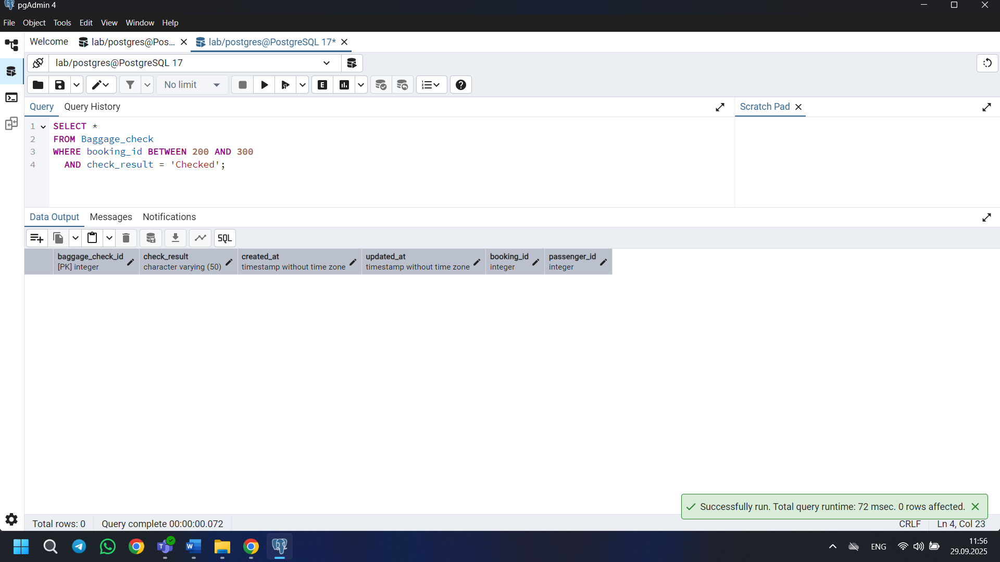 pgAdmin 4
File Object Tools Edit View Window Help
Welcome lab/postgres@Pos... lab/postgres@PostgreSQL 17*
lab/postgres@PostgreSQL 17
No limit
E
Query Query History Scratch Pad
1 SELECT *
2 FROM Baggage_check
3 WHERE booking_id BETWEEN 200 AND 300
4 AND check_result = 'Checked';
Data Output Messages Notifications
SQL
baggage_check_id check_result created_at updated_at booking_id passenger_id
[PK] integer character varying (50) timestamp without time zone timestamp without time zone integer integer
Successfully run. Total query runtime: 72 msec. 0 rows affected.
Total rows: 0 Query complete 00:00:00.072 CRLF Ln 4, Col 23
ENG 11:56
29.09.2025